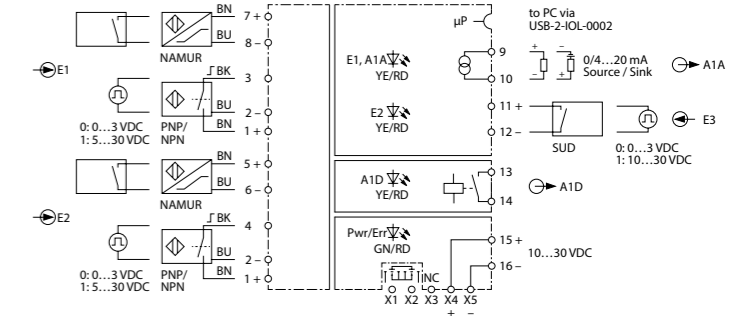 BN 7 +
BU 8 –
NAMUR
E1
BK 3
BU 2 –
BN 1 +
0: 0…3 VDC
1: 5…30 VDC
PNP/
NPN
BN 5 +
BU 6 –
NAMUR
E2
BK 4
BU 2 –
BN 1 +
0: 0…3 VDC
1: 5…30 VDC
PNP/
NPN
µP
to PC via
USB-2-IOL-0002
E1, A1A
YE/RD
9
10
+ –
– +
0/4…20 mA
Source / Sink
A1A
E2
YE/RD
11 +
12 –
SUD
0: 0…3 VDC
1: 10…30 VDC
E3
A1D
YE/RD
13
14
A1D
Pwr/Err
GN/RD
15 +
16 –
10…30 VDC
NC
X1 X2 X3 X4 X5
+ –